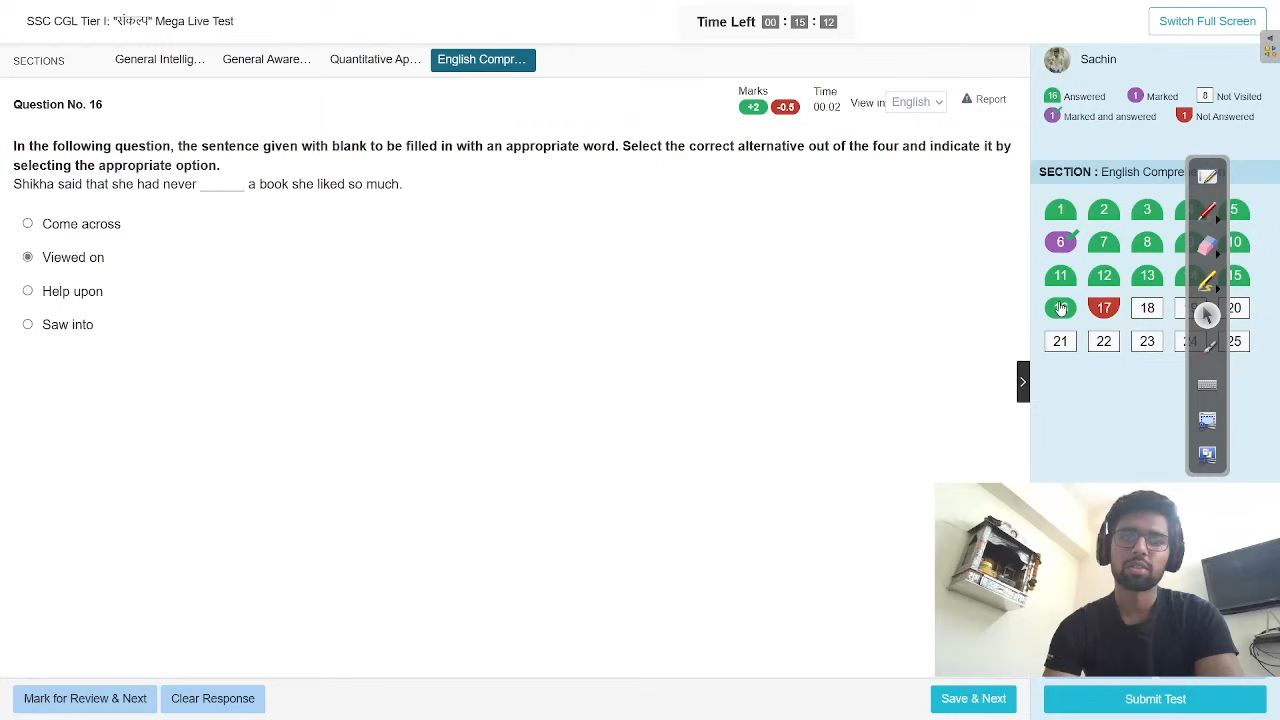 SSC CGL Tier I: "संकल्प" Mega Live Test
Time Left 00 : 15 : 12
Switch Full Screen
SECTIONS
General Intellig...
General Aware...
Quantitative Ap...
English Compr...
Sachin
Question No. 16
Marks
+2 -0.5
Time
00.02
View in English
Report
16 Answered
1 Marked
8 Not Visited
1 Marked and answered
1 Not Answered
In the following question, the sentence given with blank to be filled in with an appropriate word. Select the correct alternative out of the four and indicate it by
selecting the appropriate option.
Shikha said that she had never ______ a book she liked so much.
Come across
Viewed on
Help upon
Saw into
SECTION : English
1 2 3 5
6 7 8 10
11 12 13 15
17 18 20
21 22 23 25
Mark for Review & Next
Clear Response
Save & Next
Submit Test